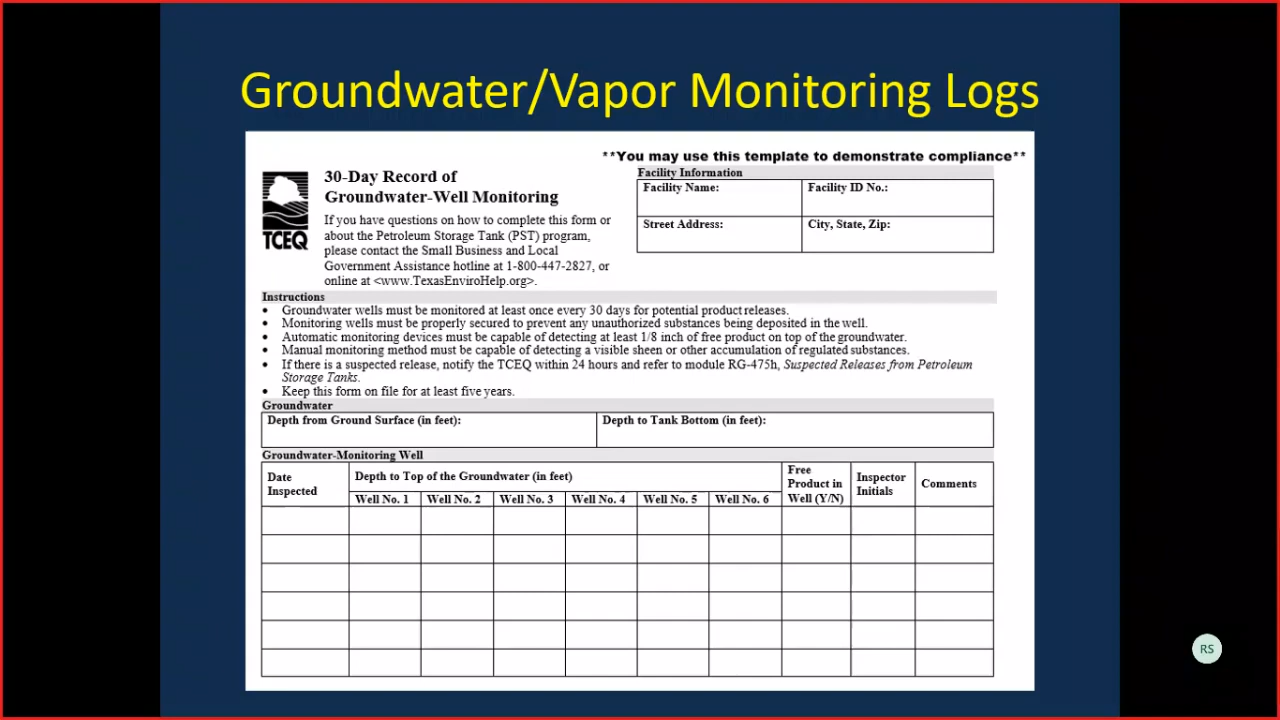 Groundwater/Vapor Monitoring Logs
**You may use this template to demonstrate compliance**
TCEQ
30-Day Record of
Groundwater-Well Monitoring
If you have questions on how to complete this form or
about the Petroleum Storage Tank (PST) program,
please contact the Small Business and Local
Government Assistance hotline at 1-800-447-2827, or
online at <www.TexasEnviroHelp.org>.
Facility Information
Facility Name:
Facility ID No.:
Street Address:
City, State, Zip:
Instructions
• Groundwater wells must be monitored at least once every 30 days for potential product releases.
• Monitoring wells must be properly secured to prevent any unauthorized substances being deposited in the well.
• Automatic monitoring devices must be capable of detecting at least 1/8 inch of free product on top of the groundwater.
• Manual monitoring method must be capable of detecting a visible sheen or other accumulation of regulated substances.
• If there is a suspected release, notify the TCEQ within 24 hours and refer to module RG-475h, Suspected Releases from Petroleum
Storage Tanks.
• Keep this form on file for at least five years.
Groundwater
Depth from Ground Surface (in feet):
Depth to Tank Bottom (in feet):
Groundwater-Monitoring Well
Date
Inspected
Depth to Top of the Groundwater (in feet)
Well No. 1
Well No. 2
Well No. 3
Well No. 4
Well No. 5
Well No. 6
Free
Product in
Well (Y/N)
Inspector
Initials
Comments
RS